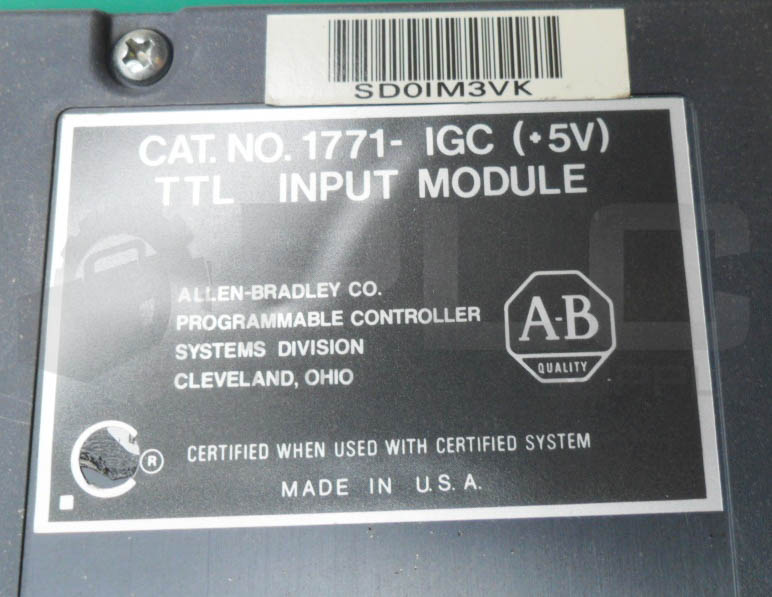 SD0IM3VK
CAT. NO. 1771- IGC (+5V)
TTL INPUT MODULE
ALLEN-BRADLEY CO.
PROGRAMMABLE CONTROLLER
SYSTEMS DIVISION
CLEVELAND, OHIO
A-B
QUALITY
®
CERTIFIED WHEN USED WITH CERTIFIED SYSTEM
MADE IN U.S.A.